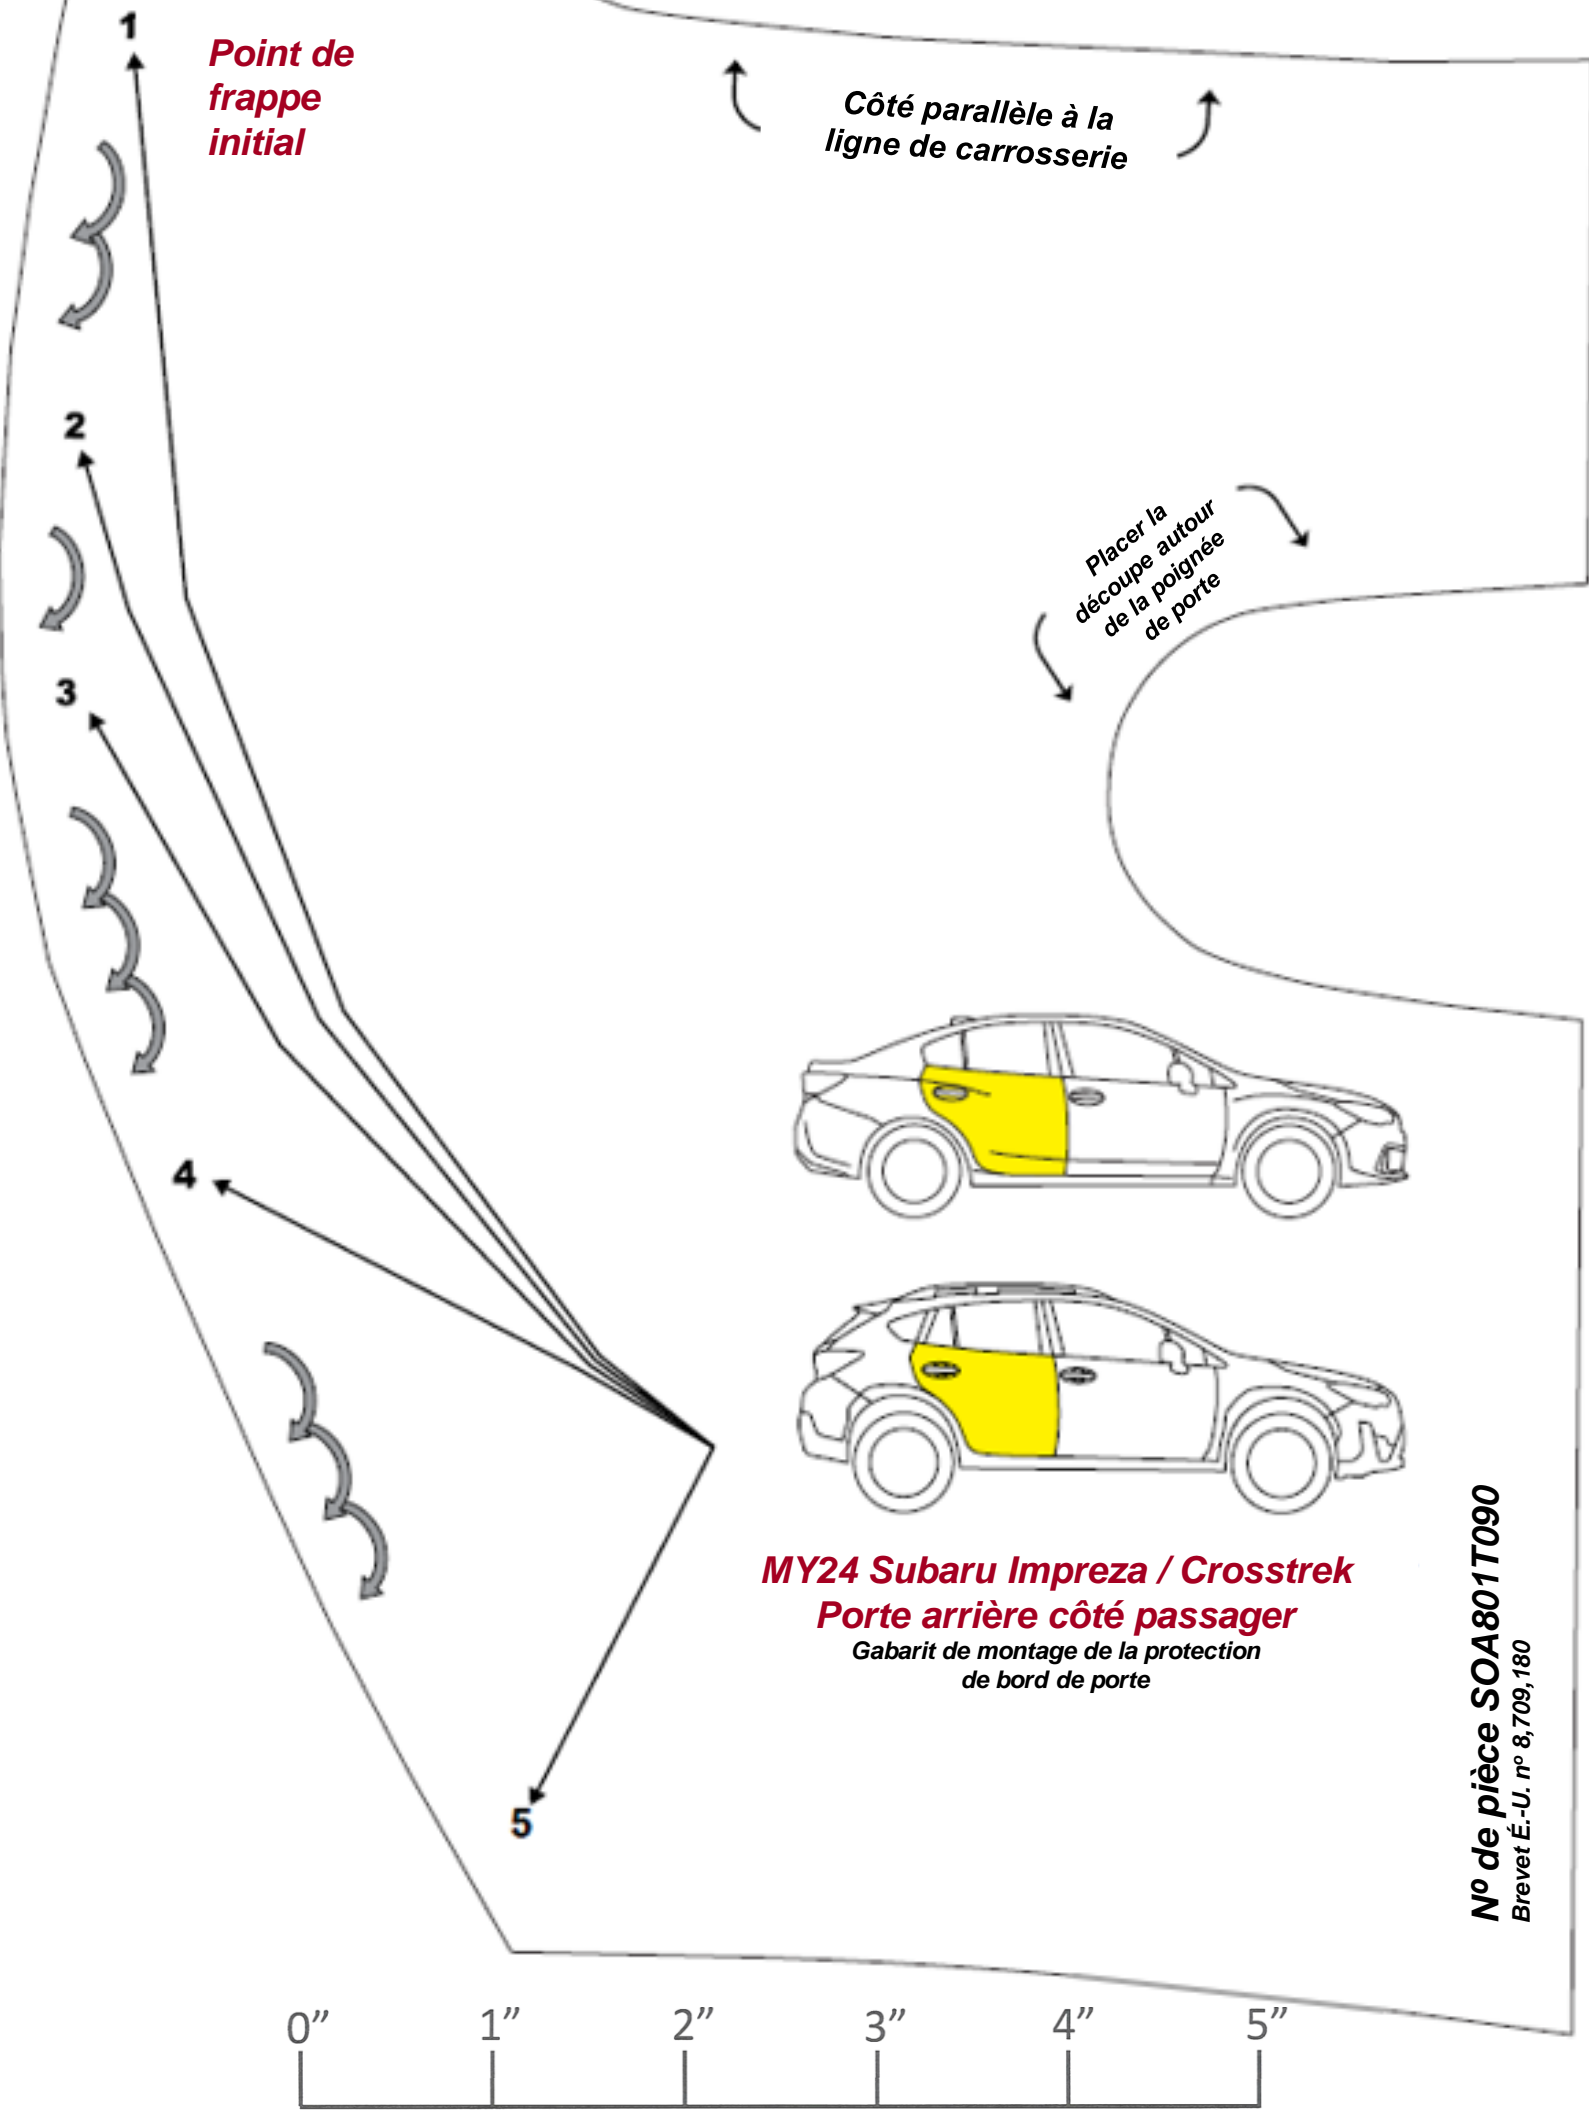 1
Point de
frappe
initial
Côté parallèle à la
ligne de carrosserie
2
Placer la
découpe autour
de la poignée
de porte
3
4
MY24 Subaru Impreza / Crosstrek
Porte arrière côté passager
Gabarit de montage de la protection
de bord de porte
Nº de pièce SOA801T090
Brevet É.-U. nº 8,709,180
5
0” 1” 2” 3” 4” 5”